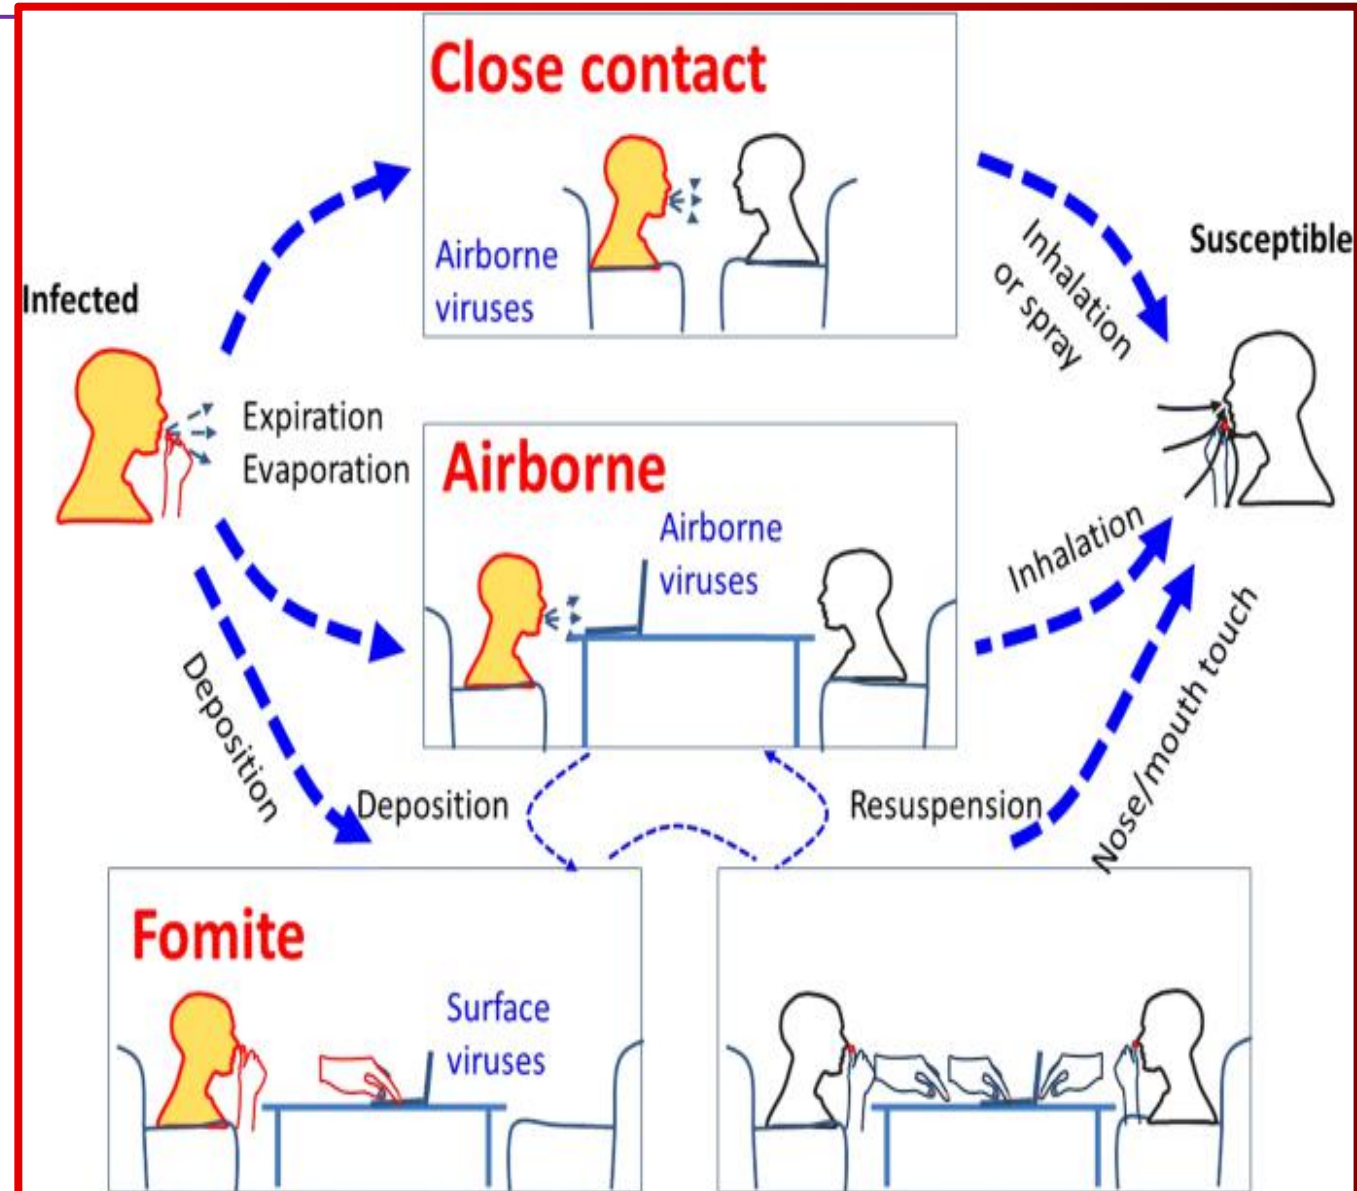 Close contact
Airborne
viruses
Infected
Expiration
Evaporation
Inhalation
or spray
Susceptible
Airborne
Airborne
viruses
Inhalation
Deposition
Deposition
Resuspension
Nose/mouth touch
Fomite
Surface
viruses